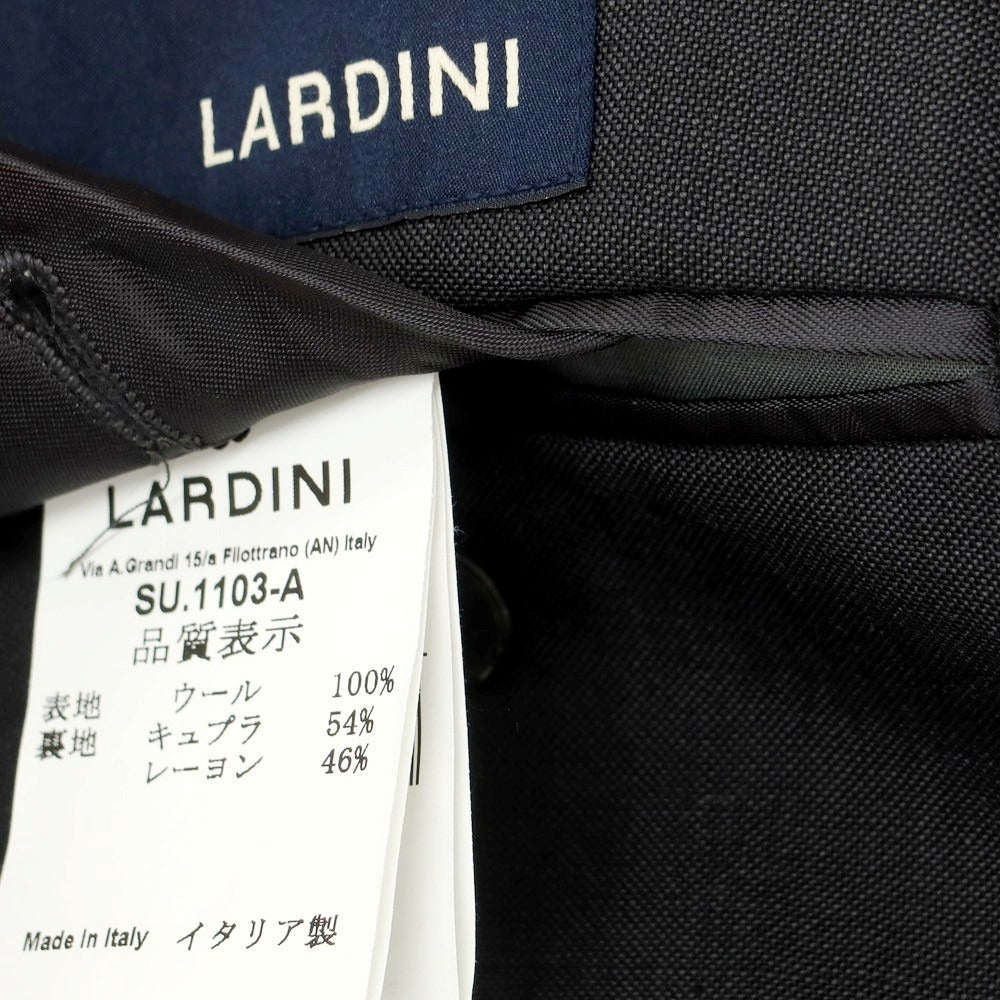 LARDINI
LARDINI
Via A.Grandi 15/a Filottrano (AN) Italy
SU.1103-A
品質表示
表地 ウール 100%
裏地 キュプラ 54%
レーヨン 46%
Made in Italy イタリア製